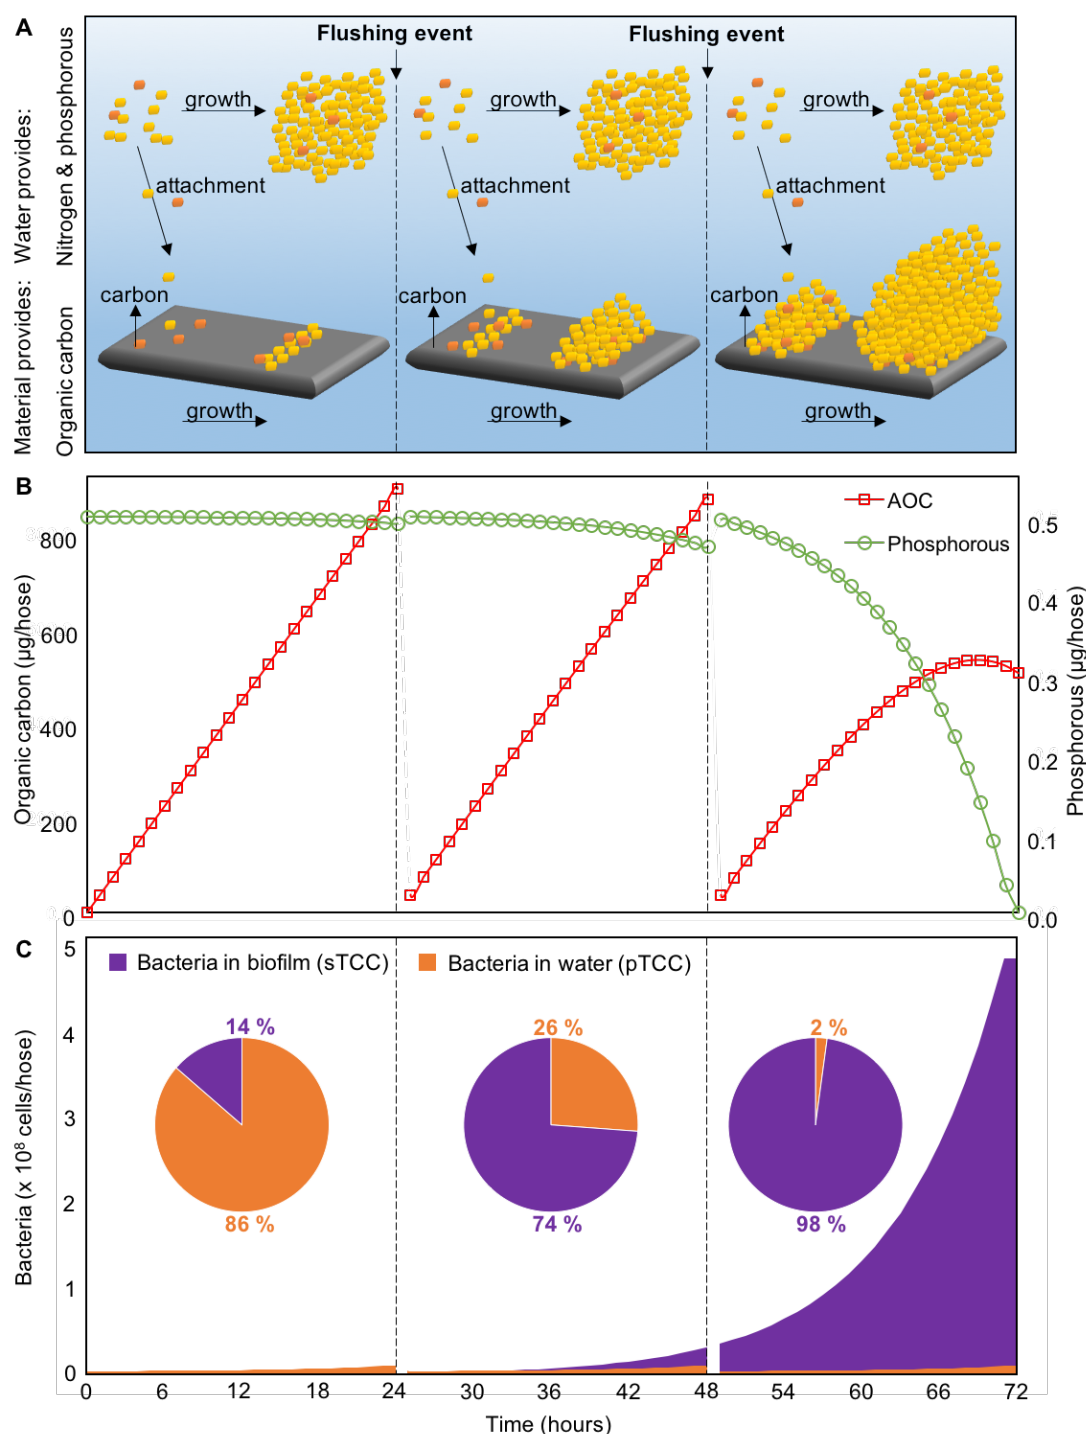 A
Water provides:
Nitrogen & phosphorous
Material provides:
Organic carbon
Flushing event
Flushing event
growth
growth
growth
attachment
attachment
attachment
carbon
carbon
carbon
growth
growth
growth
B
Organic carbon (µg/hose)
800
600
400
200
0
AOC
Phosphorous
0.5
0.4
0.3
0.2
0.1
0.0
Phosphorous (µg/hose)
C
Bacteria (x 10⁸ cells/hose)
5
4
3
2
1
0
Bacteria in biofilm (sTCC)
Bacteria in water (pTCC)
14 %
86 %
26 %
74 %
2 %
98 %
0 6 12 18 24 30 36 42 48 54 60 66 72
Time (hours)